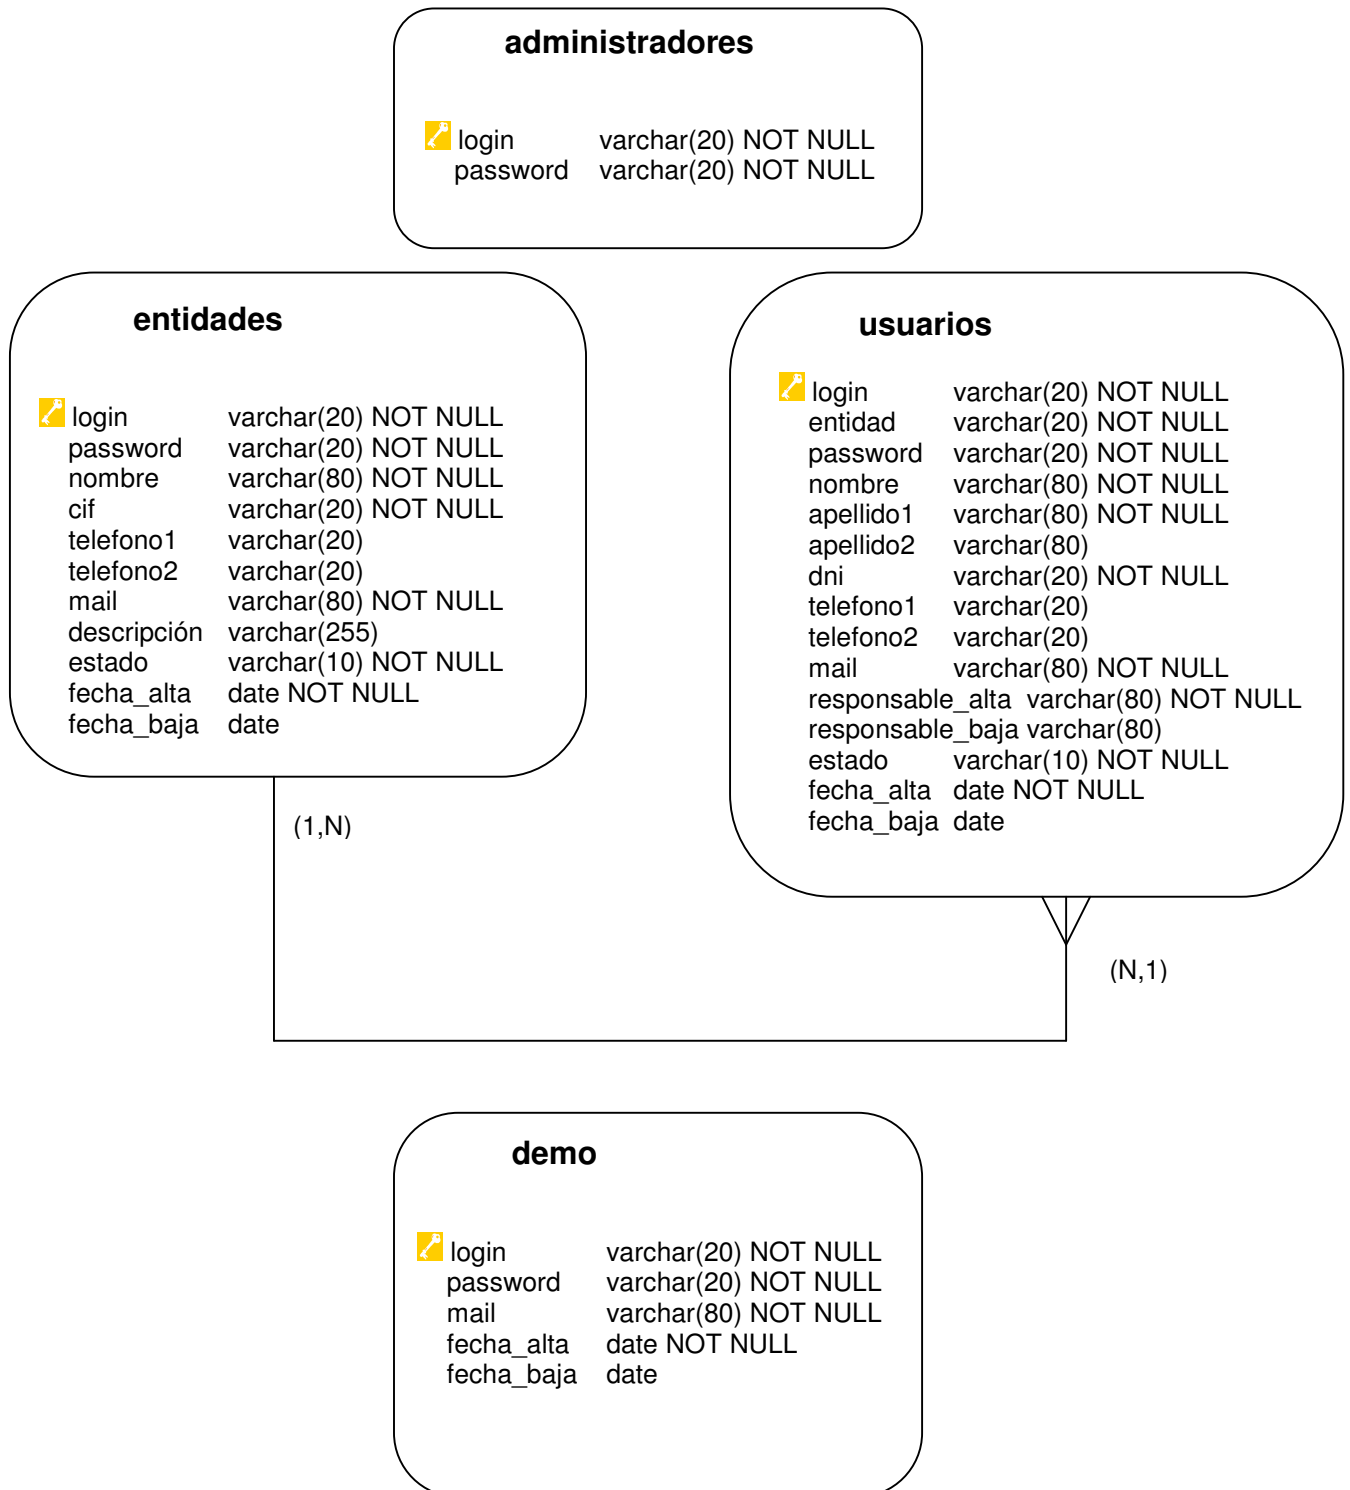 administradores
login varchar(20) NOT NULL
password varchar(20) NOT NULL
entidades
login varchar(20) NOT NULL
password varchar(20) NOT NULL
nombre varchar(80) NOT NULL
cif varchar(20) NOT NULL
telefono1 varchar(20)
telefono2 varchar(20)
mail varchar(80) NOT NULL
descripción varchar(255)
estado varchar(10) NOT NULL
fecha_alta date NOT NULL
fecha_baja date
(1,N)
usuarios
login varchar(20) NOT NULL
entidad varchar(20) NOT NULL
password varchar(20) NOT NULL
nombre varchar(80) NOT NULL
apellido1 varchar(80) NOT NULL
apellido2 varchar(80)
dni varchar(20) NOT NULL
telefono1 varchar(20)
telefono2 varchar(20)
mail varchar(80) NOT NULL
responsable_alta varchar(80) NOT NULL
responsable_baja varchar(80)
estado varchar(10) NOT NULL
fecha_alta date NOT NULL
fecha_baja date
(N,1)
demo
login varchar(20) NOT NULL
password varchar(20) NOT NULL
mail varchar(80) NOT NULL
fecha_alta date NOT NULL
fecha_baja date